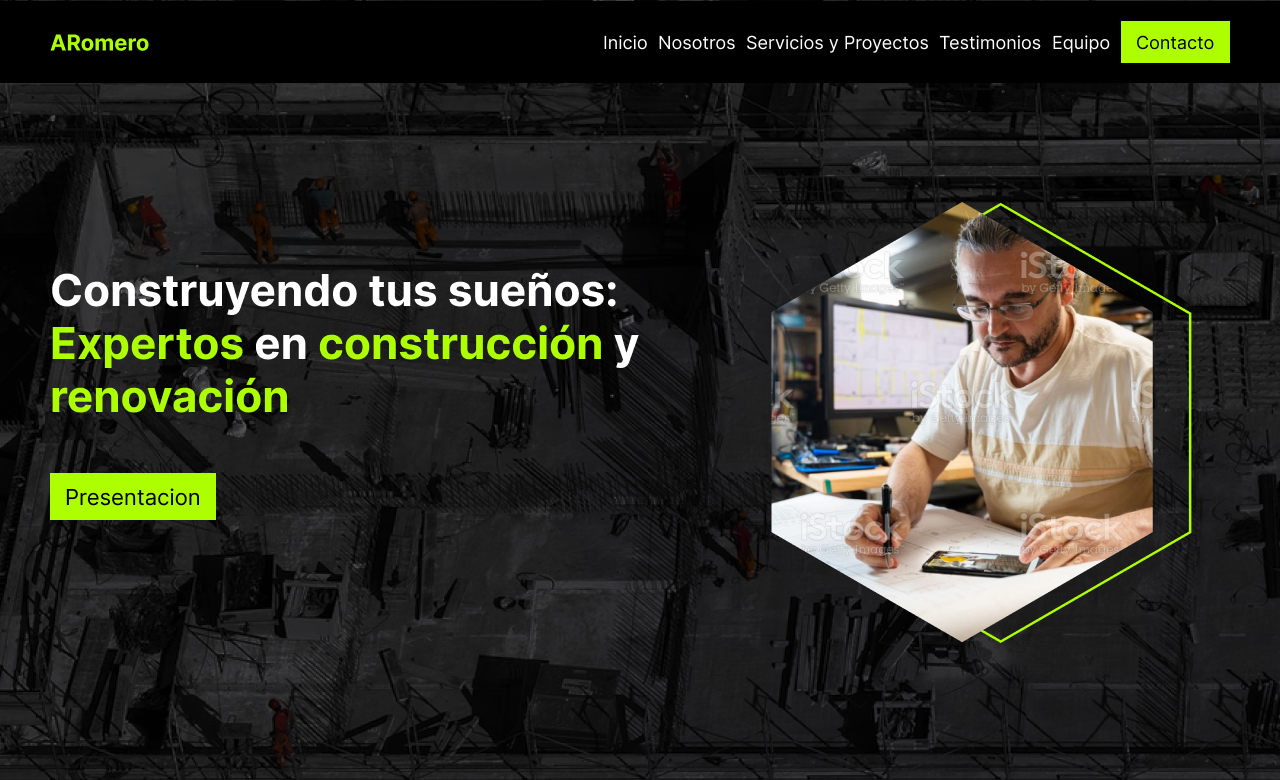 ARomero
Inicio Nosotros Servicios y Proyectos Testimonios Equipo Contacto
Construyendo tus sueños:
Expertos en construcción y
renovación
Presentacion
iStock
by Getty Images
iStock
by Getty Images
iStock
by Getty Images
iStock
by Getty Images